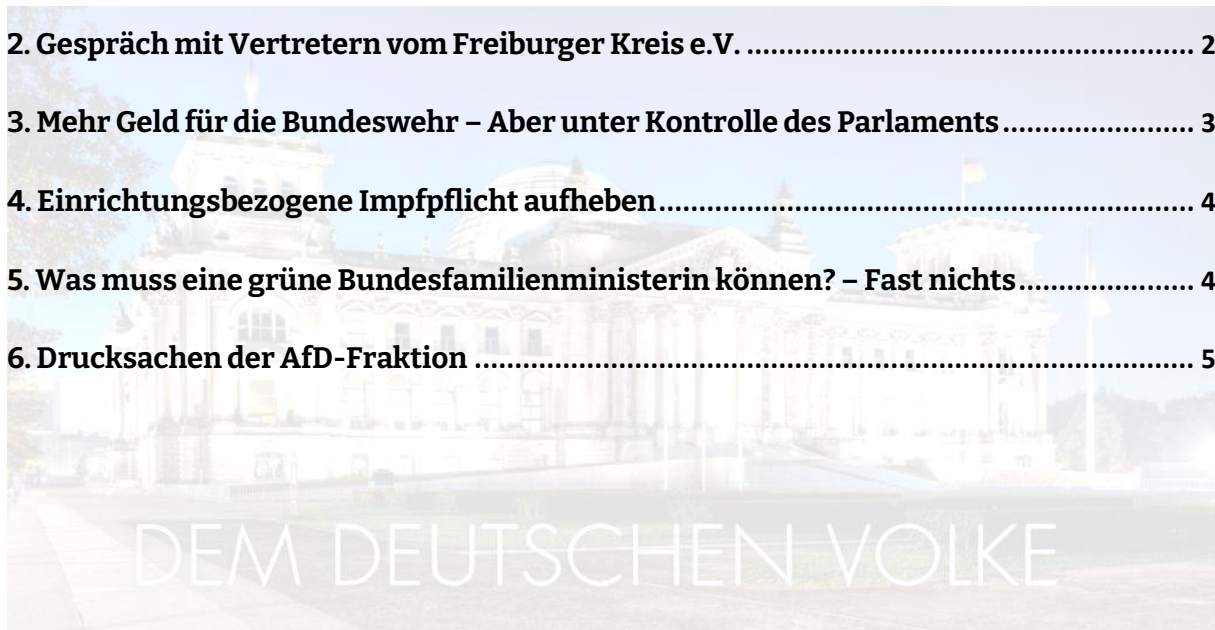 2. Gespräch mit Vertretern vom Freiburger Kreis e.V. ........................................................ 2
3. Mehr Geld für die Bundeswehr – Aber unter Kontrolle des Parlaments ........................ 3
4. Einrichtungsbezogene Impfpflicht aufheben ................................................................... 4
5. Was muss eine grüne Bundesfamilienministerin können? – Fast nichts ...................... 4
6. Drucksachen der AfD-Fraktion .......................................................................................... 5
DEM DEUTSCHEN VOLKE